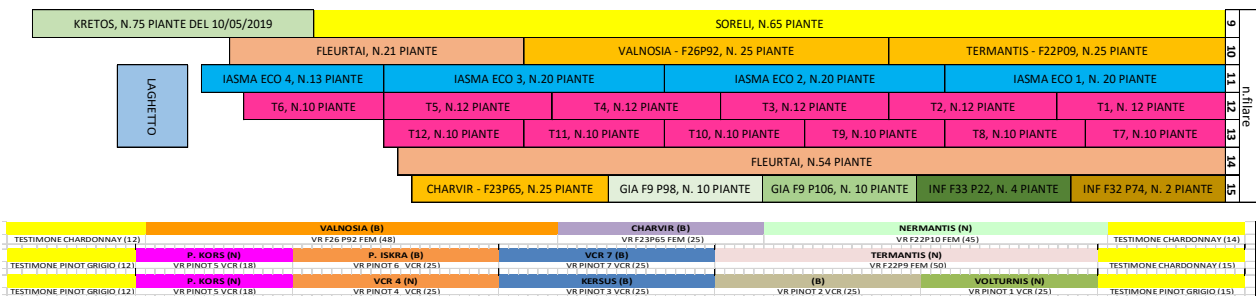 KRETOS, N.75 PIANTE DEL 10/05/2019 SORELI, N.65 PIANTE 9
FLEURTAI, N.21 PIANTE VALNOSIA - F26P92, N. 25 PIANTE TERMANTIS - F22P09, N.25 PIANTE 10
IASMA ECO 4, N.13 PIANTE IASMA ECO 3, N.20 PIANTE IASMA ECO 2, N.20 PIANTE IASMA ECO 1, N. 20 PIANTE 11
T6, N.10 PIANTE T5, N.12 PIANTE T4, N.12 PIANTE T3, N.12 PIANTE T2, N.12 PIANTE T1, N. 12 PIANTE 12
T12, N.10 PIANTE T11, N.10 PIANTE T10, N.10 PIANTE T9, N.10 PIANTE T8, N.10 PIANTE T7, N.10 PIANTE 13
FLEURTAI, N.54 PIANTE 14
CHARVIR - F23P65, N.25 PIANTE GIA F9 P98, N. 10 PIANTE GIA F9 P106, N. 10 PIANTE INF F33 P22, N. 4 PIANTE INF F32 P74, N. 2 PIANTE 15
LAGHETTO
n.filare
VALNOSIA (B) CHARVIR (B) NERMANTIS (N)
TESTIMONE CHARDONNAY (12) VR F26 P92 FEM (48) VR F23P65 FEM (25) VR F22P10 FEM (45) TESTIMONE CHARDONNAY (14)
P. KORS (N) P. ISKRA (B) VCR 7 (B) TERMANTIS (N)
TESTIMONE PINOT GRIGIO (12) VR PINOT 5 VCR (18) VR PINOT 6 VCR (25) VR PINOT 7 VCR (25) VR F22P9 FEM (50) TESTIMONE CHARDONNAY (15)
P. KORS (N) VCR 4 (N) KERSUS (B) (B) VOLTURNIS (N)
TESTIMONE PINOT GRIGIO (12) VR PINOT 5 VCR (18) VR PINOT 4 VCR (25) VR PINOT 3 VCR (25) VR PINOT 2 VCR (25) VR PINOT 1 VCR (25) TESTIMONE PINOT GRIGIO (15)